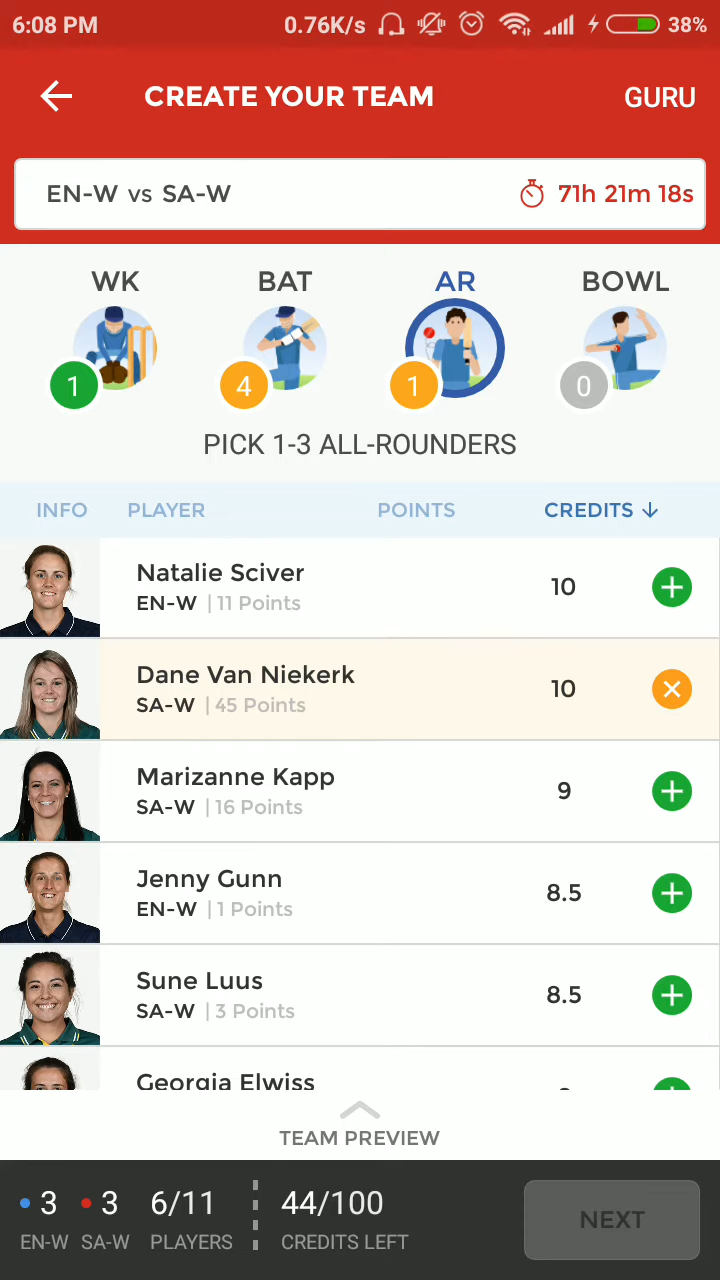 6:08 PM 0.76K/s 38%
CREATE YOUR TEAM GURU
EN-W vs SA-W 71h 21m 18s
WK BAT AR BOWL
1 4 1 0
PICK 1-3 ALL-ROUNDERS
INFO PLAYER POINTS CREDITS
Natalie Sciver
EN-W | 11 Points 10
Dane Van Niekerk
SA-W | 45 Points 10
Marizanne Kapp
SA-W | 16 Points 9
Jenny Gunn
EN-W | 1 Points 8.5
Sune Luus
SA-W | 3 Points 8.5
Georgia Elwiss
TEAM PREVIEW
3 3 6/11 44/100 NEXT
EN-W SA-W PLAYERS CREDITS LEFT